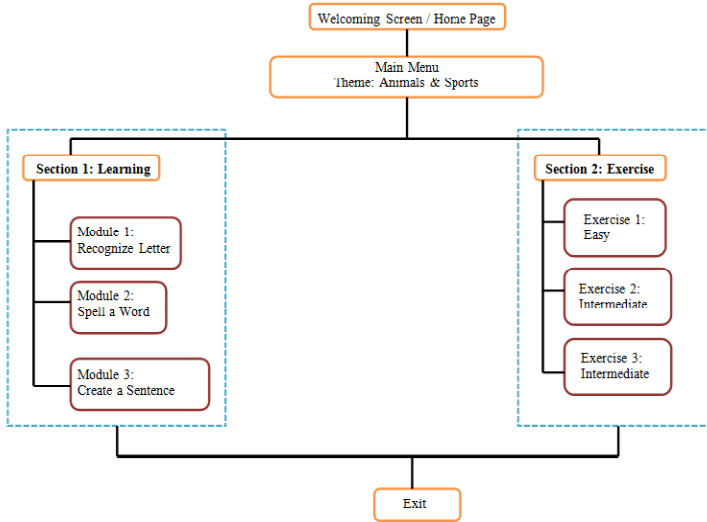 Welcoming Screen / Home Page
Main Menu
Theme: Animals & Sports
Section 1: Learning
Module 1:
Recognize Letter
Module 2:
Spell a Word
Module 3:
Create a Sentence
Section 2: Exercise
Exercise 1:
Easy
Exercise 2:
Intermediate
Exercise 3:
Intermediate
Exit